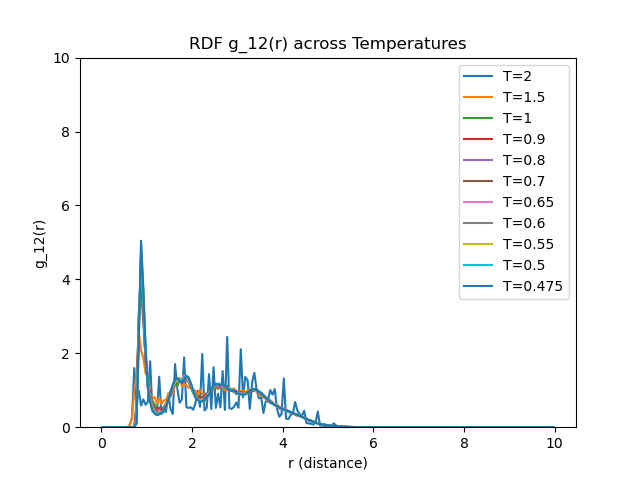 RDF g_12(r) across Temperatures
10
8
6
4
2
0
g_12(r)
0 2 4 6 8 10
r (distance)
T=2
T=1.5
T=1
T=0.9
T=0.8
T=0.7
T=0.65
T=0.6
T=0.55
T=0.5
T=0.475